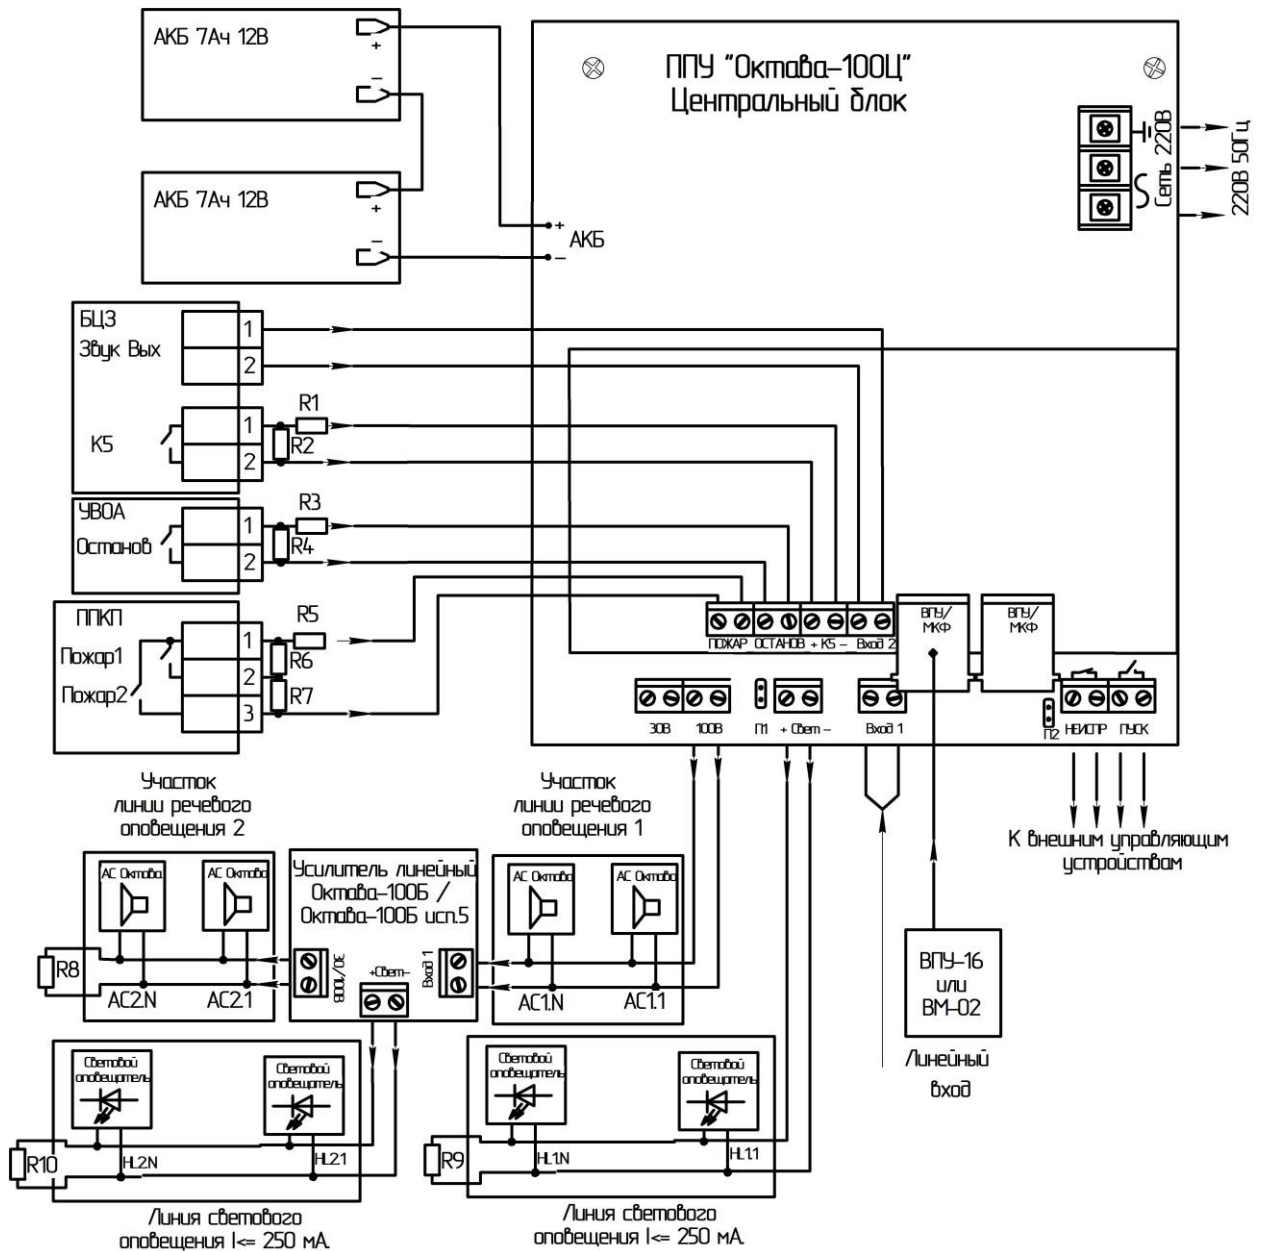 АКБ 7Ач 12В
+
−
АКБ 7Ач 12В
+
−
ППУ "Октава-100Ц"
Центральный блок
Сеть 220В
220В 50Гц
+
АКБ
−
БЦЗ
Звук Вых
1
2
К5
1
2
R1
R2
УВОА
Останов
1
2
R3
R4
ППКП
Пожар1
Пожар2
1
2
3
R5
R6
R7
ПОЖАР
ОСТАНОВ
+ К5 −
Вход 2
ВПУ/
МКФ
ВПУ/
МКФ
30В
100В
П1
+ Свет −
Вход 1
П2
НЕИСПР
ПУСК
Участок
линии речевого
оповещения 2
Участок
линии речевого
оповещения 1
К внешним управляющим
устройствам
АС Октава
АС Октава
R8
АС2.N
АС2.1
Усилитель линейный
Октава-100Б /
Октава-100Б исп.5
30/100В
+Свет−
Вход 1
АС Октава
АС Октава
АС1.N
АС1.1
ВПУ-16
или
ВМ-02
Линейный
вход
Световой
оповещатель
Световой
оповещатель
R10
HL2.N
HL2.1
Световой
оповещатель
Световой
оповещатель
R9
HL1.N
HL1.1
Линия светового
оповещения I<= 250 мА.
Линия светового
оповещения I<= 250 мА.